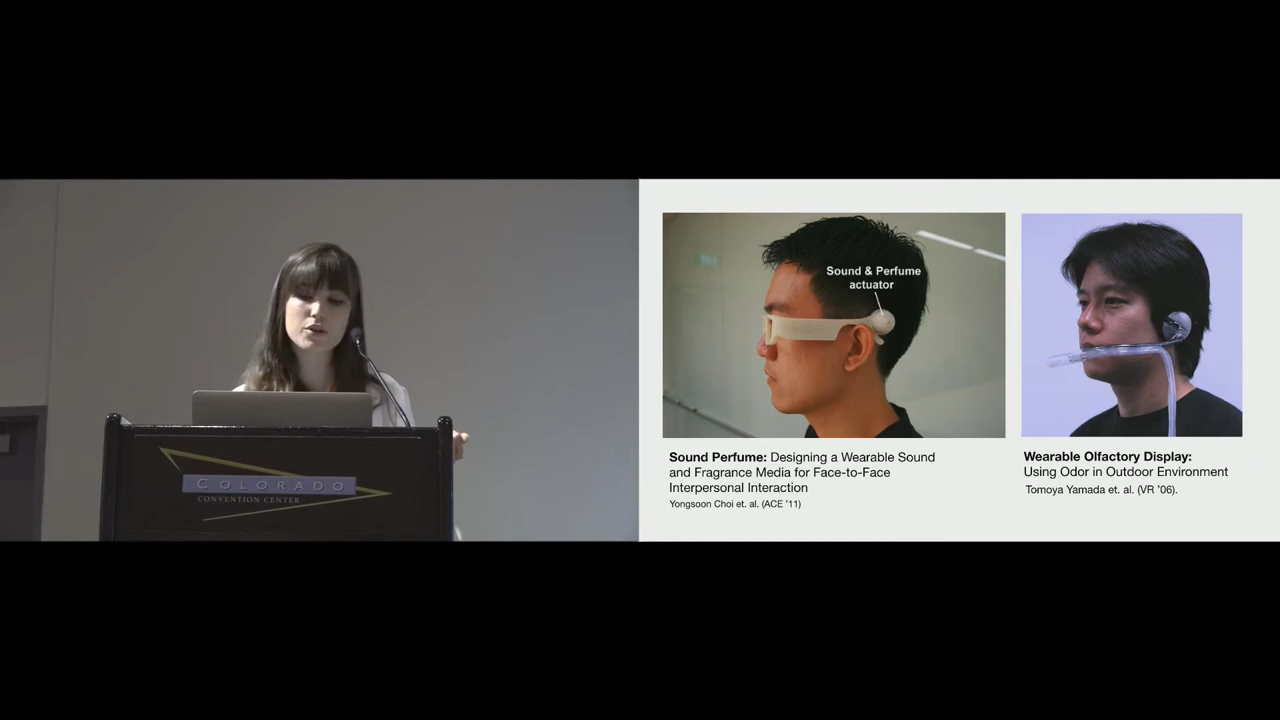 COLORADO
CONVENTION CENTER
Sound & Perfume
actuator
Sound Perfume: Designing a Wearable Sound
and Fragrance Media for Face-to-Face
Interpersonal Interaction
Yongsoon Choi et. al. (ACE '11)
Wearable Olfactory Display:
Using Odor in Outdoor Environment
Tomoya Yamada et. al. (VR '06).